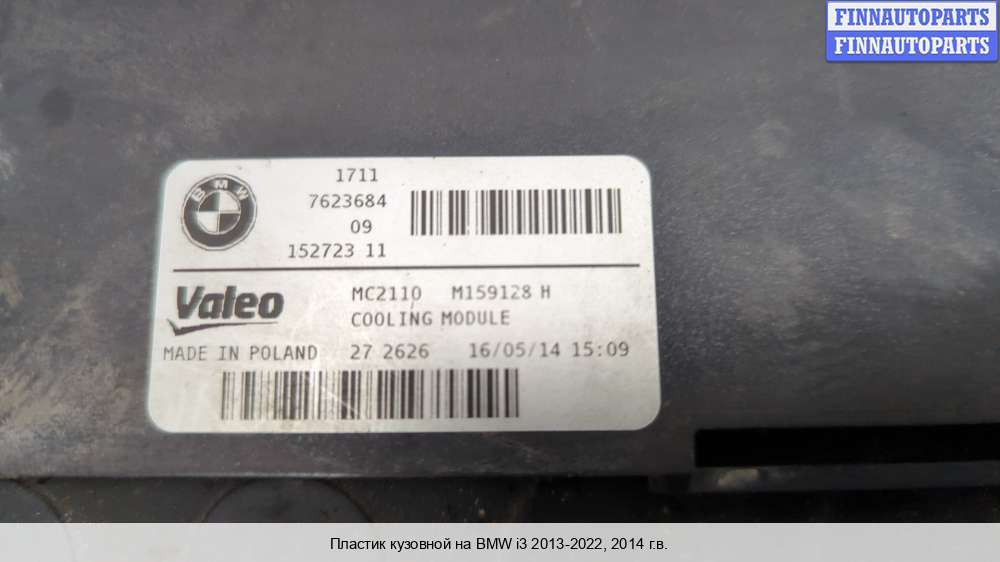 FINNAUTOPARTS
FINNAUTOPARTS
BMW
1711
7623684
09
152723 11
Valeo
MC2110 M159128 H
COOLING MODULE
MADE IN POLAND 27 2626 16/05/14 15:09
Пластик кузовной на BMW i3 2013-2022, 2014 г.в.